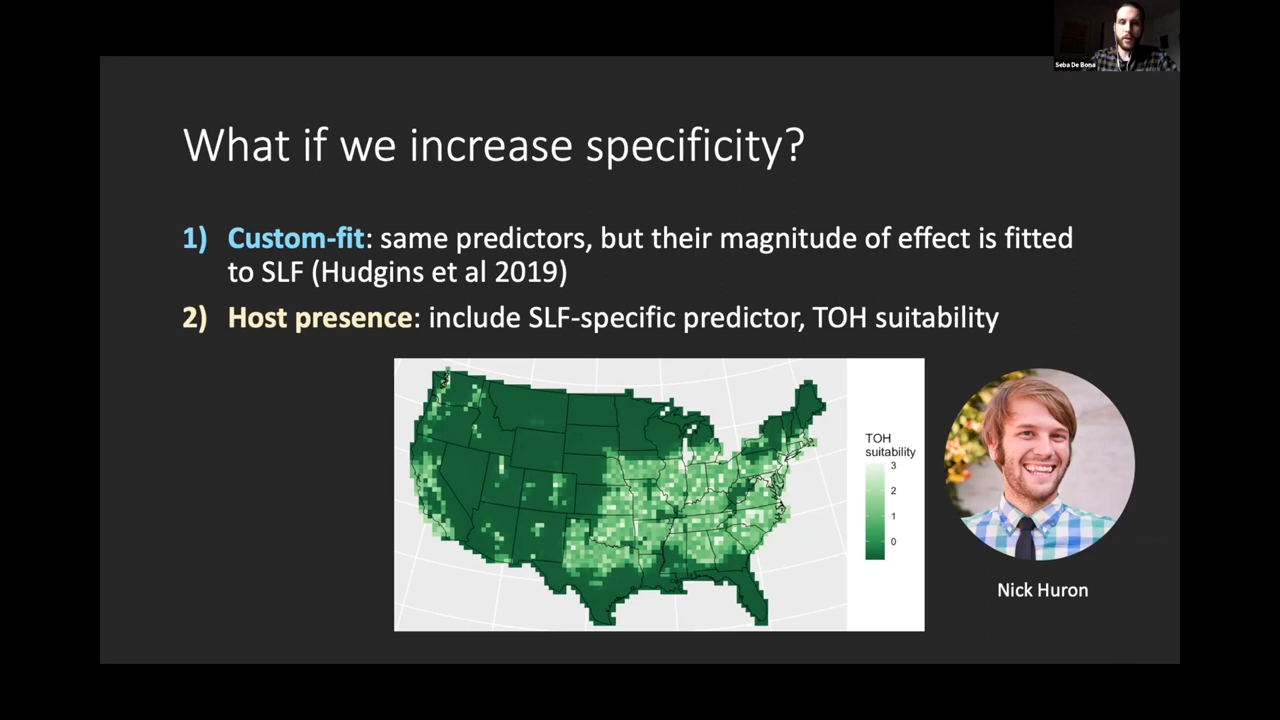 Seba De Bona
What if we increase specificity?
1) Custom-fit: same predictors, but their magnitude of effect is fitted
to SLF (Hudgins et al 2019)
2) Host presence: include SLF-specific predictor, TOH suitability
TOH
suitability
3
2
1
0
Nick Huron